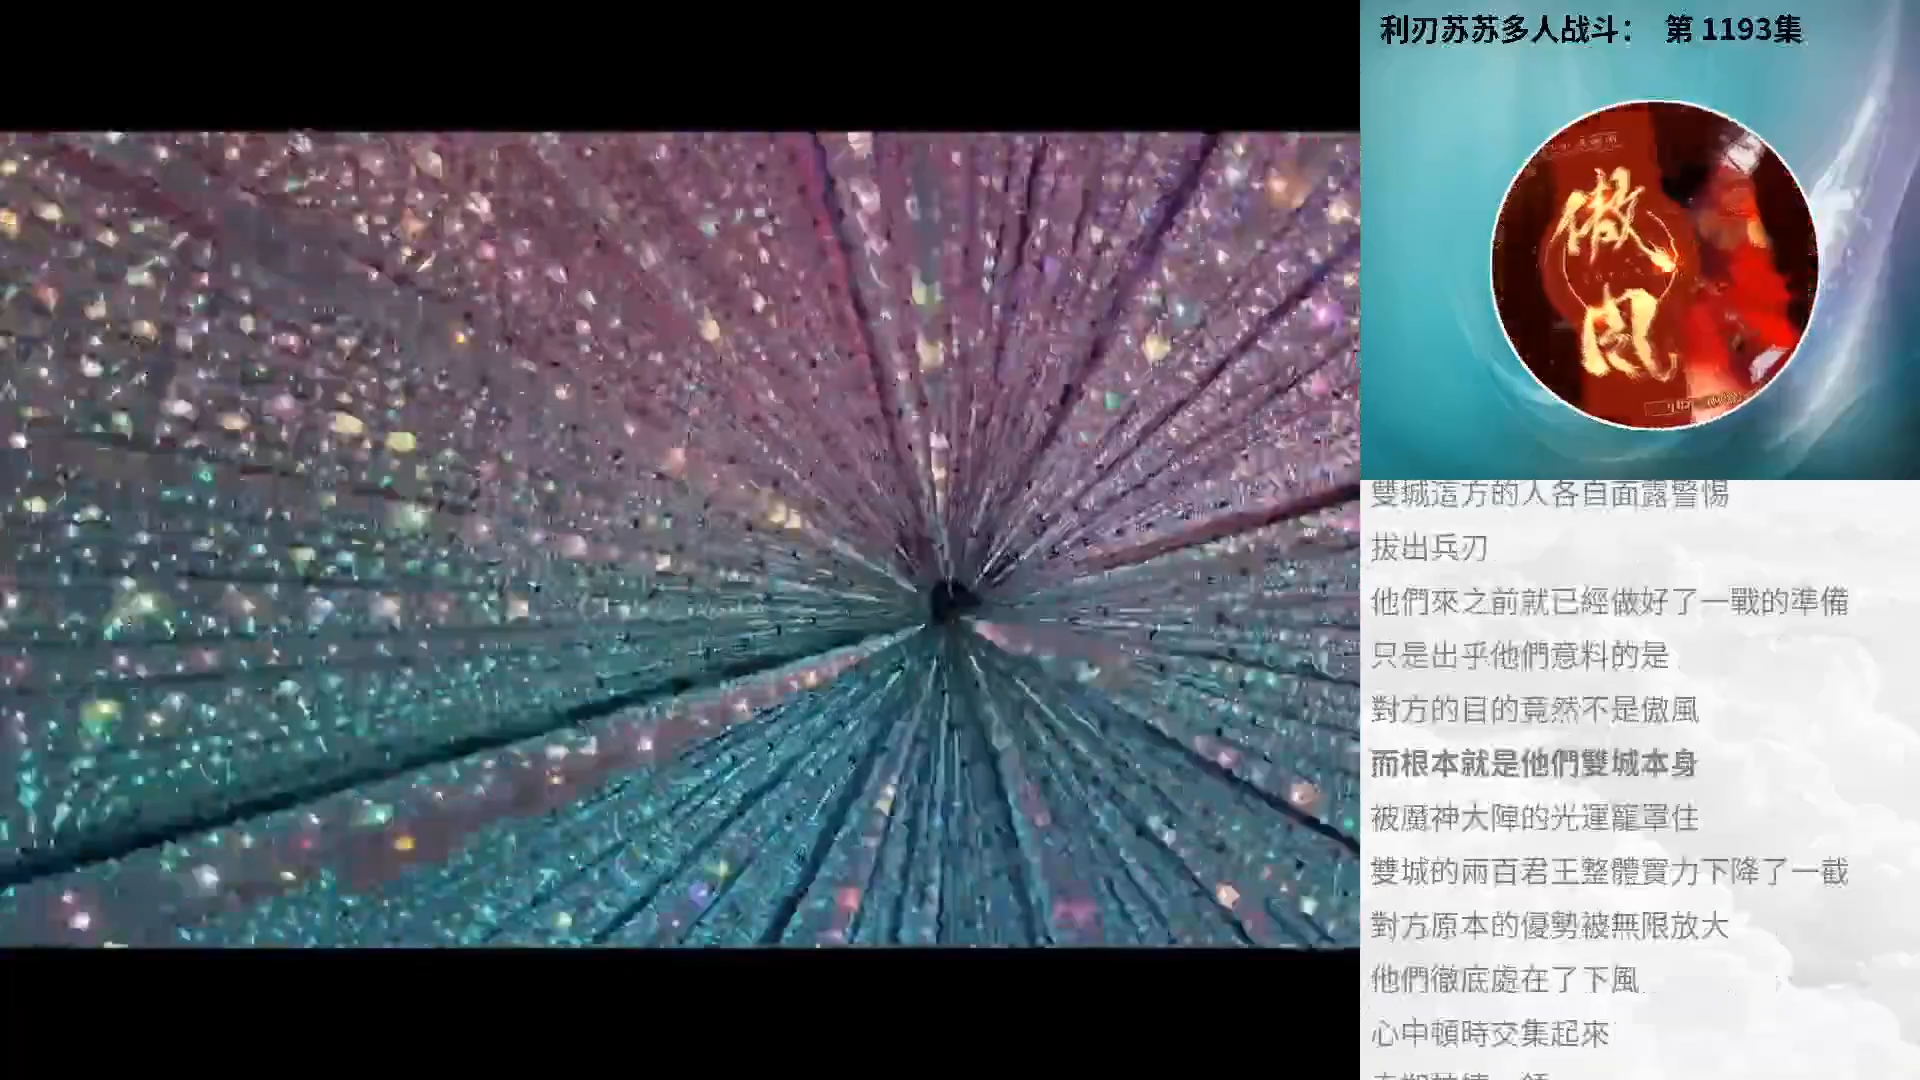 利刃苏苏多人战斗： 第 1193集
傲
風
雙城這方的人各自面露警惕
拔出兵刃
他們來之前就已經做好了一戰的準備
只是出乎他們意料的是
對方的目的竟然不是傲風
而根本就是他們雙城本身
被魔神大陣的光運籠罩住
雙城的兩百君王整體實力下降了一截
對方原本的優勢被無限放大
他們徹底處在了下風
心中頓時交集起來